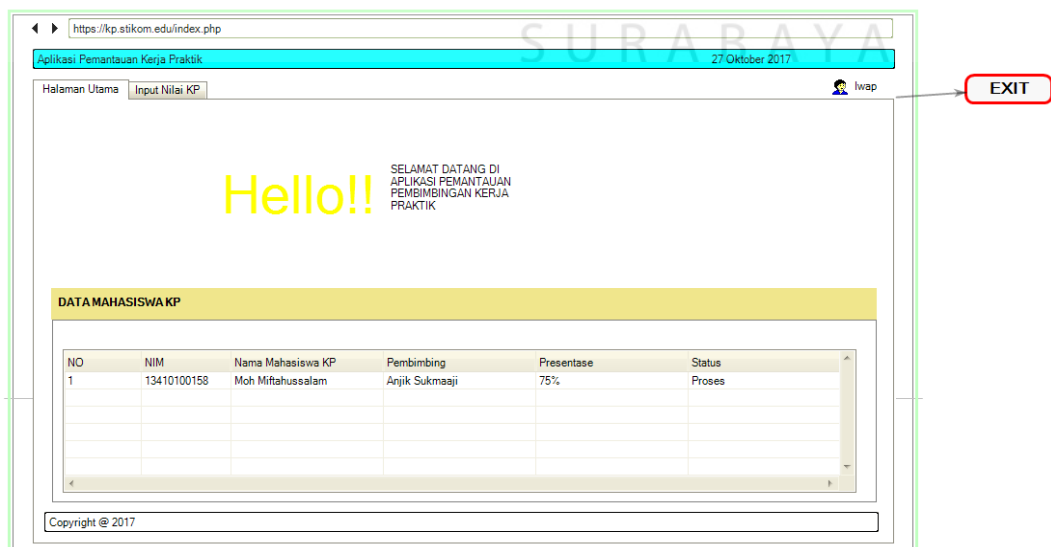 SURABAYA
https://kp.stikom.edu/index.php
Aplikasi Pemantauan Kerja Praktik 27 Oktober 2017
Halaman Utama Input Nilai KP Iwap
EXIT
Hello!!
SELAMAT DATANG DI
APLIKASI PEMANTAUAN
PEMBIMBINGAN KERJA
PRAKTIK
DATA MAHASISWA KP
NO NIM Nama Mahasiswa KP Pembimbing Presentase Status
1 13410100158 Moh Miftahussalam Anjik Sukmaaji 75% Proses
Copyright @ 2017